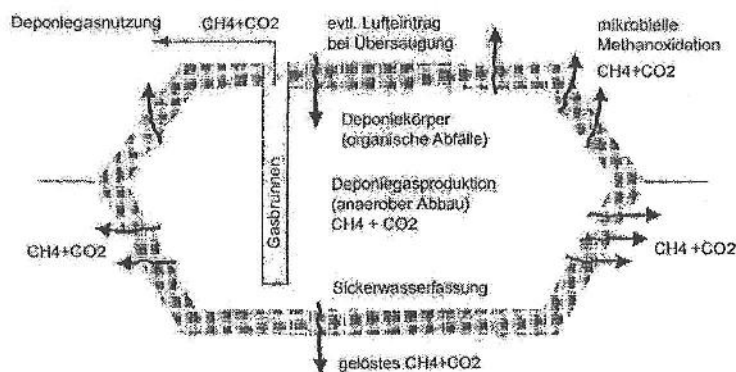 Deponiegasnutzung
CH4+CO2
evtl. Lufteintrag
bei Übersaugung
mikrobielle
Methanoxidation
CH4+CO2
Deponiekörper
(organische Abfälle)
Deponiegasproduktion
(anaerober Abbau)
CH4 + CO2
Gasbrunnen
CH4+CO2
CH4 +CO2
Sickerwasserfassung
gelöstes CH4+CO2